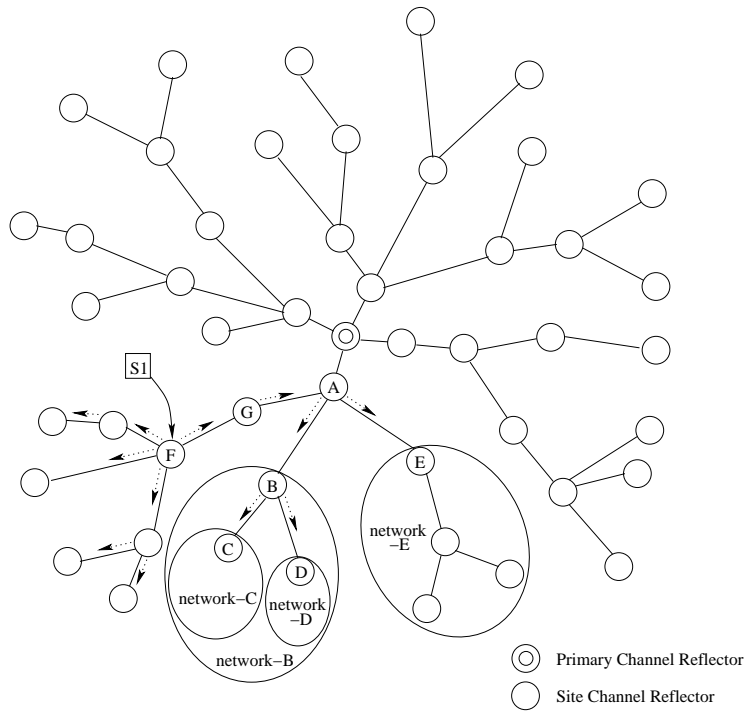 S1
A
G
F
E
B
network
-E
C
D
network-C
network
-D
network-B
Primary Channel Reflector
Site Channel Reflector